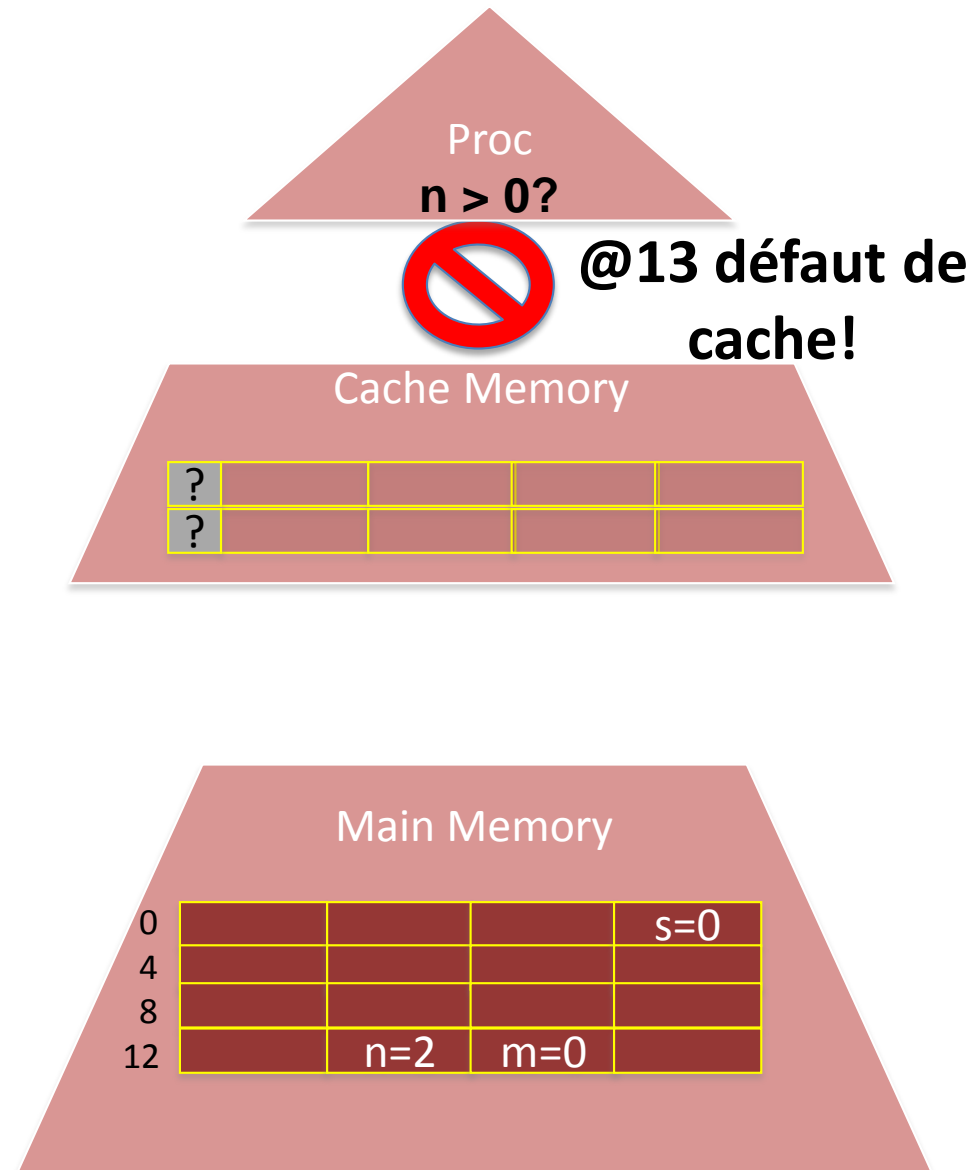 Proc
n > 0?
@13 défaut de
cache!
Cache Memory
?
?
Main Memory
0 s=0
4
8
12 n=2 m=0